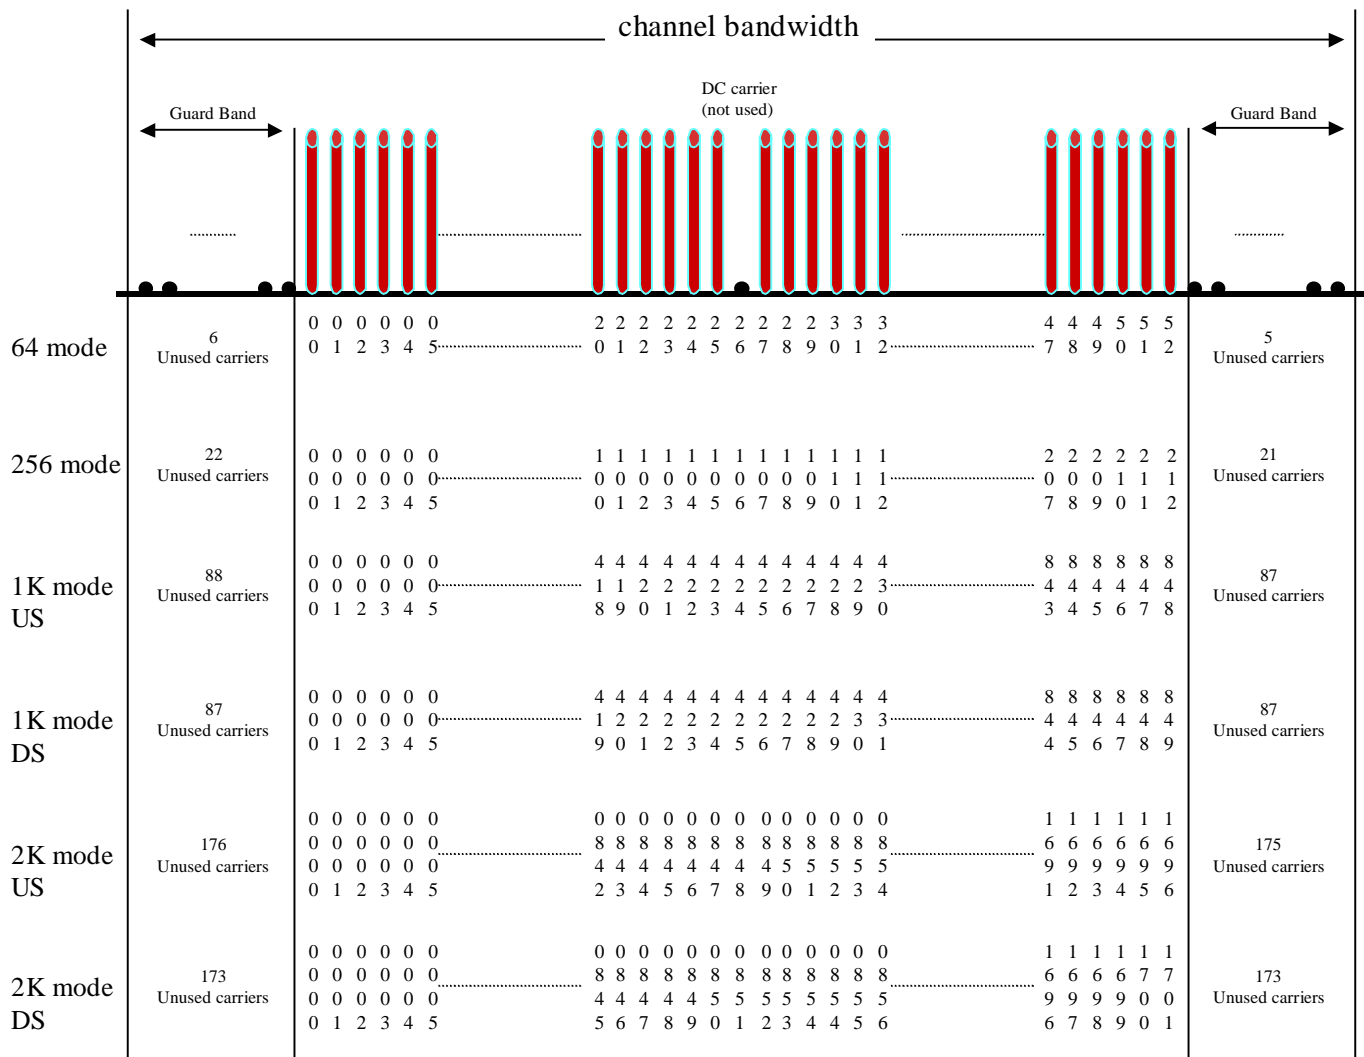 channel bandwidth
DC carrier
(not used)
Guard Band
Guard Band
0 0 0 0 0 0 2 2 2 2 2 2 2 2 2 2 3 3 3 4 4 4 5 5 5
64 mode
6
Unused carriers
0 1 2 3 4 5 0 1 2 3 4 5 6 7 8 9 0 1 2 7 8 9 0 1 2
5
Unused carriers
0 0 0 0 0 0 1 1 1 1 1 1 1 1 1 1 1 1 1 2 2 2 2 2 2
256 mode
22
Unused carriers
0 0 0 0 0 0 0 0 0 0 0 0 0 0 0 0 1 1 1 0 0 0 1 1 1
21
Unused carriers
0 1 2 3 4 5 0 1 2 3 4 5 6 7 8 9 0 1 2 7 8 9 0 1 2
0 0 0 0 0 0 4 4 4 4 4 4 4 4 4 4 4 4 4 8 8 8 8 8 8
1K mode
US
88
Unused carriers
0 0 0 0 0 0 1 1 2 2 2 2 2 2 2 2 2 2 3 4 4 4 4 4 4
87
Unused carriers
0 1 2 3 4 5 8 9 0 1 2 3 4 5 6 7 8 9 0 3 4 5 6 7 8
0 0 0 0 0 0 4 4 4 4 4 4 4 4 4 4 4 4 4 8 8 8 8 8 8
1K mode
DS
87
Unused carriers
0 0 0 0 0 0 1 2 2 2 2 2 2 2 2 2 2 3 3 4 4 4 4 4 4
87
Unused carriers
0 1 2 3 4 5 9 0 1 2 3 4 5 6 7 8 9 0 1 4 5 6 7 8 9
0 0 0 0 0 0 0 0 0 0 0 0 0 0 0 0 0 0 0 1 1 1 1 1 1
0 0 0 0 0 0 8 8 8 8 8 8 8 8 8 8 8 8 8 6 6 6 6 6 6
2K mode
US
176
Unused carriers
0 0 0 0 0 0 4 4 4 4 4 4 4 4 5 5 5 5 5 9 9 9 9 9 9
175
Unused carriers
0 1 2 3 4 5 2 3 4 5 6 7 8 9 0 1 2 3 4 1 2 3 4 5 6
0 0 0 0 0 0 0 0 0 0 0 0 0 0 0 0 0 0 0 1 1 1 1 1 1
0 0 0 0 0 0 8 8 8 8 8 8 8 8 8 8 8 8 8 6 6 6 6 7 7
2K mode
DS
173
Unused carriers
0 0 0 0 0 0 4 4 4 4 4 5 5 5 5 5 5 5 5 9 9 9 9 0 0
173
Unused carriers
0 1 2 3 4 5 5 6 7 8 9 0 1 2 3 4 4 5 6 6 7 8 9 0 1